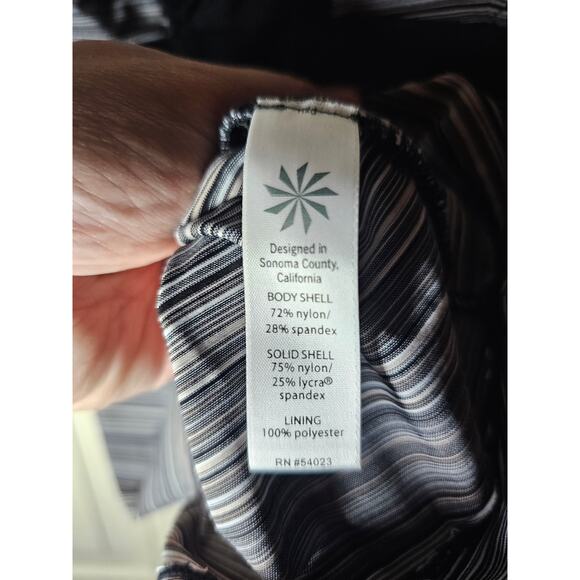 Designed in
Sonoma County,
California
BODY SHELL
72% nylon/
28% spandex
SOLID SHELL
75% nylon/
25% lycra®
spandex
LINING
100% polyester
RN #54023